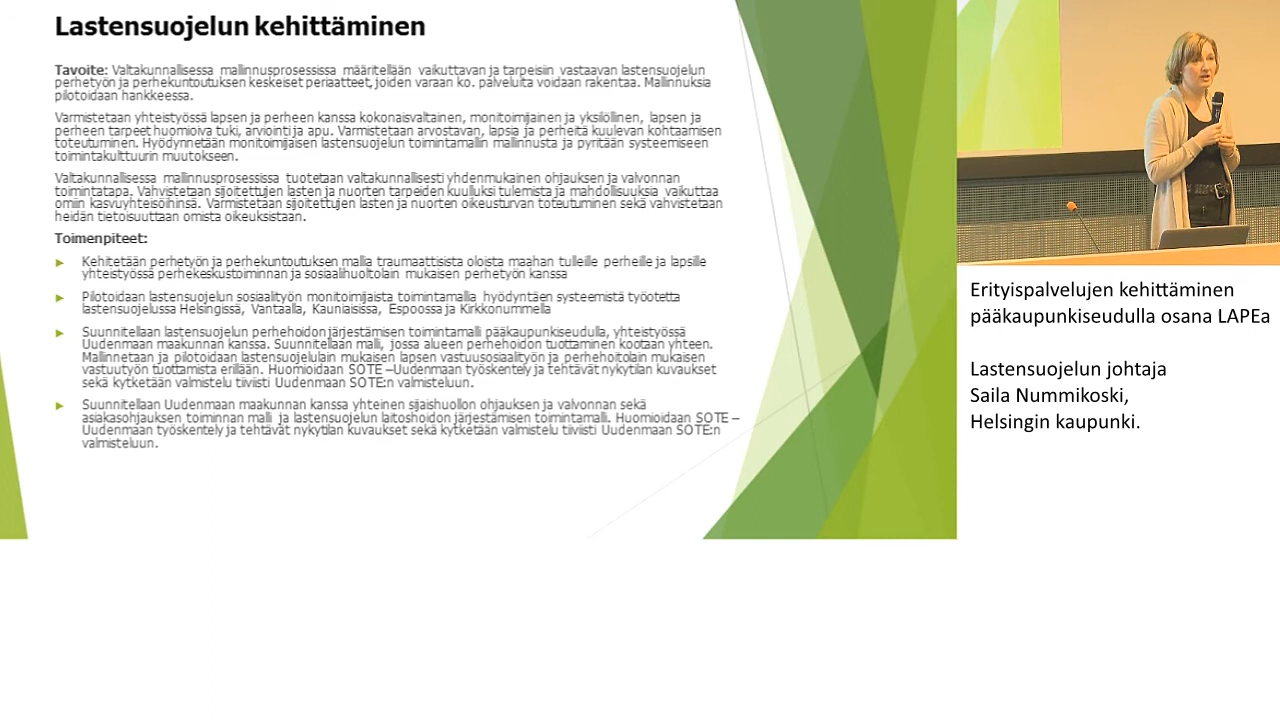 Lastensuojelun kehittäminen
Tavoite: Valtakunnallisessa mallinnusprosessissa määritellään vaikuttavan ja tarpeisiin vastaavan lastensuojelun
perhetyön ja perhekuntoutuksen keskeiset periaatteet, joiden varaan ko. palveluita voidaan rakentaa. Mallinnuksia
pilotoidaan hankkeessa.
Varmistetaan yhteistyössä lapsen ja perheen kanssa kokonaisvaltainen, monitoimijainen ja yksilöllinen, lapsen ja
perheen tarpeet huomioiva tuki, arviointi ja apu. Varmistetaan arvostavan, lapsia ja perheitä kuulevan kohtaamisen
toteutuminen. Hyödynnetään monitoimijaisen lastensuojelun toimintamallin mallinnusta ja pyritään systeemiseen
toimintakulttuurin muutokseen.
Valtakunnallisessa mallinnusprosessissa tuotetaan valtakunnallisesti yhdenmukainen ohjauksen ja valvonnan
toimintatapa. Vahvistetaan sijoitettujen lasten ja nuorten tarpeiden kuulluksi tulemista ja mahdollisuuksia vaikuttaa
omiin kasvuyhteisöihinsä. Varmistetaan sijoitettujen lasten ja nuorten oikeusturvan toteutuminen sekä vahvistetaan
heidän tietoisuuttaan omista oikeuksistaan.
Toimenpiteet:
► Kehitetään perhetyön ja perhekuntoutuksen mallia traumaattisista oloista maahan tulleille perheille ja lapsille
yhteistyössä perhekeskustoiminnan ja sosiaalihuoltolain mukaisen perhetyön kanssa
► Pilotoidaan lastensuojelun sosiaalityön monitoimijaista toimintamallia hyödyntäen systeemistä työotetta
lastensuojelussa Helsingissä, Vantaalla, Kauniaisissa, Espoossa ja Kirkkonummella
► Suunnitellaan lastensuojelun perhehoidon järjestämisen toimintamalli pääkaupunkiseudulla, yhteistyössä
Uudenmaan maakunnan kanssa. Suunnitellaan malli, jossa alueen perhehoidon tuottaminen kootaan yhteen.
Mallinnetaan ja pilotoidaan lastensuojelulain mukaisen lapsen vastuusosiaalityön ja perhehoitolain mukaisen
vastuutyön tuottamista erillään. Huomioidaan SOTE –Uudenmaan työskentely ja tehtävät nykytilan kuvaukset
sekä kytketään valmistelu tiiviisti Uudenmaan SOTE:n valmisteluun.
► Suunnitellaan Uudenmaan maakunnan kanssa yhteinen sijaishuollon ohjauksen ja valvonnan sekä
asiakasohjauksen toiminnan malli ja lastensuojelun laitoshoidon järjestämisen toimintamalli. Huomioidaan SOTE –
Uudenmaan työskentely ja tehtävät nykytilan kuvaukset sekä kytketään valmistelu tiiviisti Uudenmaan SOTE:n
valmisteluun.
Erityispalvelujen kehittäminen
pääkaupunkiseudulla osana LAPEa
Lastensuojelun johtaja
Saila Nummikoski,
Helsingin kaupunki.